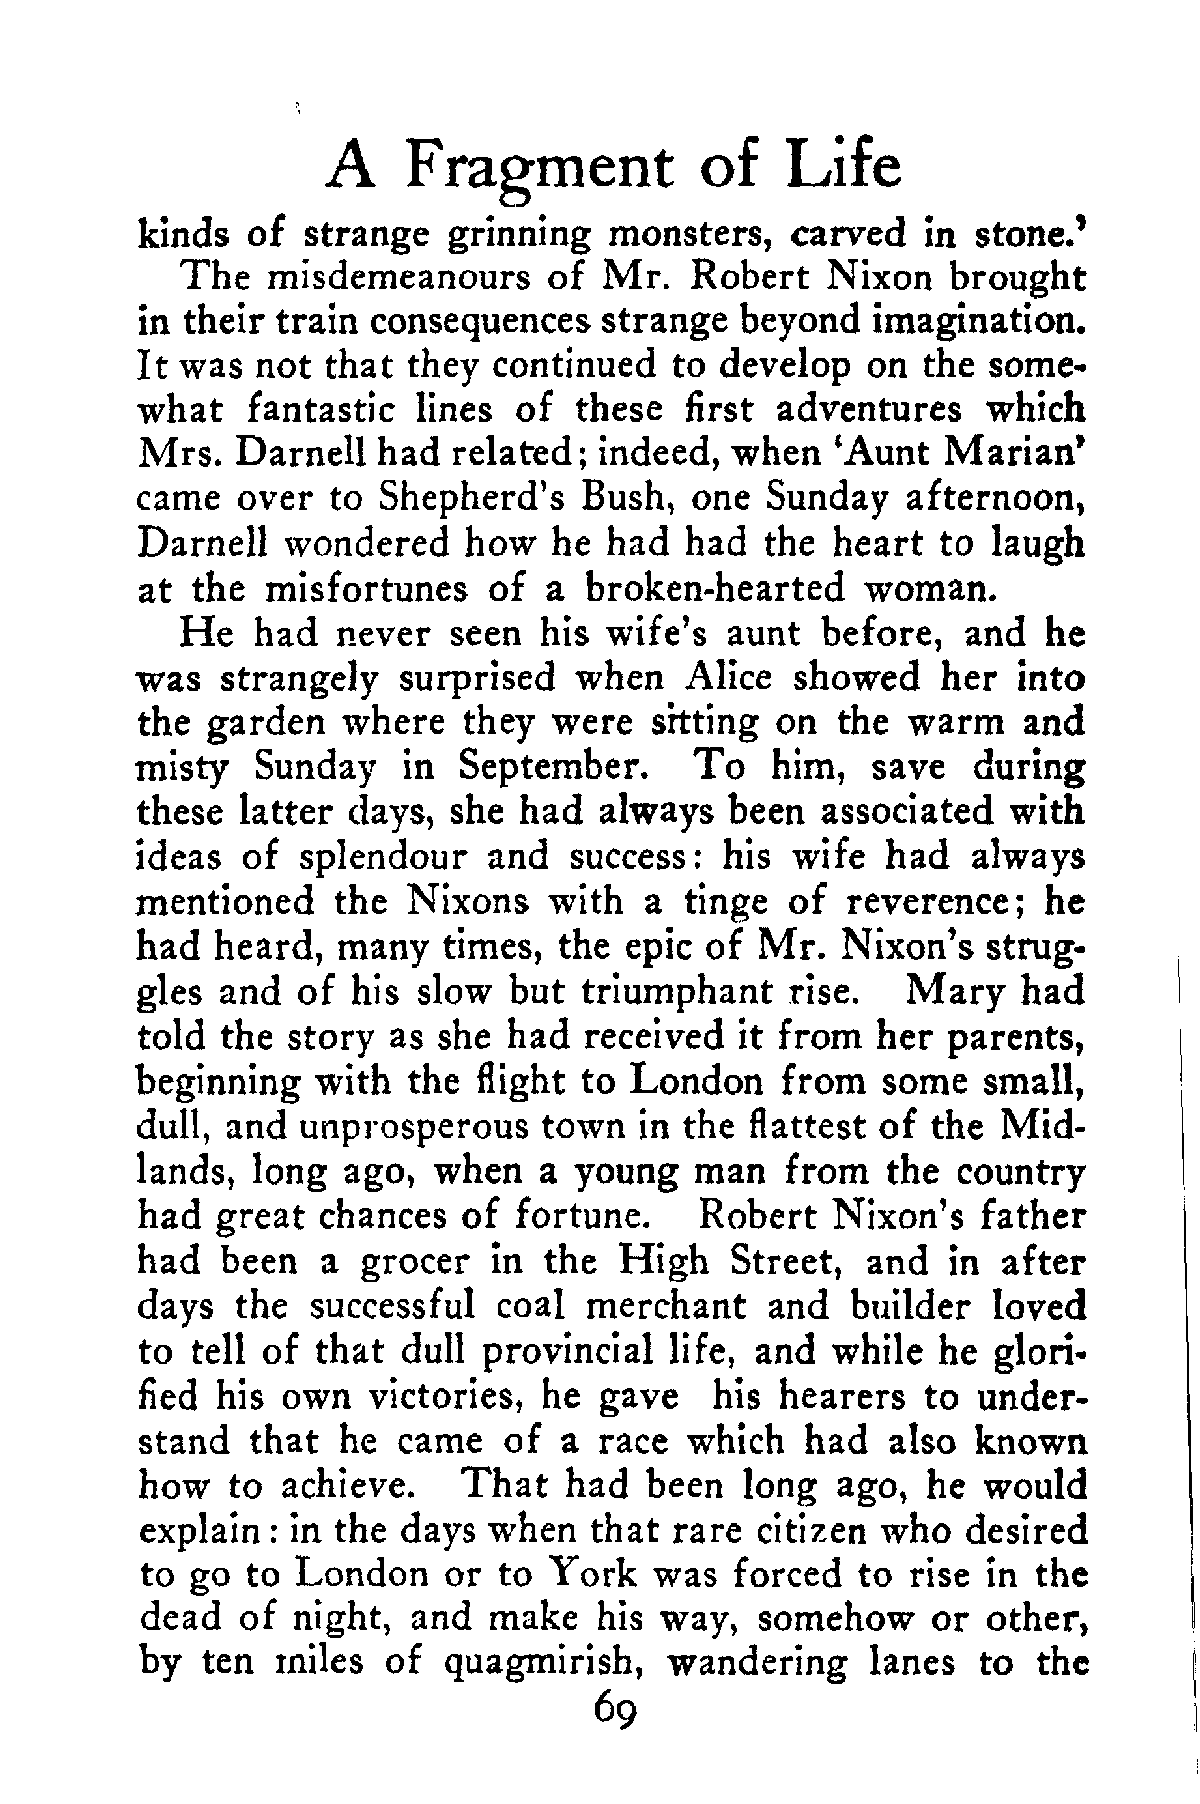 A Fragment of Life
kinds of strange grinning monsters, carved in stone.’
The misdemeanours of Mr. Robert Nixon brought
in their train consequences strange beyond imagination.
It was not that they continued to develop on the some-
what fantastic lines of these first adventures which
Mrs. Darnell had related; indeed, when ‘Aunt Marian’
came over to Shepherd’s Bush, one Sunday afternoon,
Darnell wondered how he had had the heart to laugh
at the misfortunes of a broken-hearted woman.
He had never seen his wife’s aunt before, and he
was strangely surprised when Alice showed her into
the garden where they were sitting on the warm and
misty Sunday in September. To him, save during
these latter days, she had always been associated with
ideas of splendour and success: his wife had always
mentioned the Nixons with a tinge of reverence; he
had heard, many times, the epic of Mr. Nixon’s strug-
gles and of his slow but triumphant rise. Mary had
told the story as she had received it from her parents,
beginning with the flight to London from some small,
dull, and unprosperous town in the flattest of the Mid-
lands, long ago, when a young man from the country
had great chances of fortune. Robert Nixon’s father
had been a grocer in the High Street, and in after
days the successful coal merchant and builder loved
to tell of that dull provincial life, and while he glori-
fied his own victories, he gave his hearers to under-
stand that he came of a race which had also known
how to achieve. That had been long ago, he would
explain: in the days when that rare citizen who desired
to go to London or to York was forced to rise in the
dead of night, and make his way, somehow or other,
by ten miles of quagmirish, wandering lanes to the
69